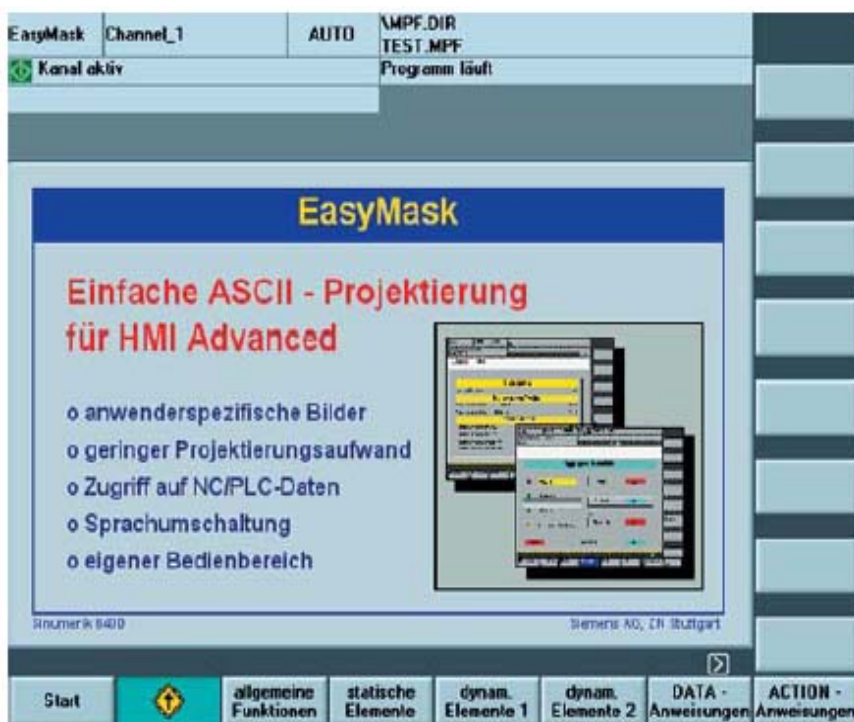 EasyMask Channel_1 AUTO \MPF.DIR
TEST.MPF
Kanal aktiv Programm läuft
EasyMask
Einfache ASCII - Projektierung
für HMI Advanced
o anwenderspezifische Bilder
o geringer Projektierungsaufwand
o Zugriff auf NC/PLC-Daten
o Sprachumschaltung
o eigener Bedienbereich
Sinumerik 840D Siemens AG, ZN Stuttgart
Start
allgemeine
Funktionen
statische
Elemente
dynam.
Elemente 1
dynam.
Elemente 2
DATA -
Anweisungen
ACTION -
Anweisungen